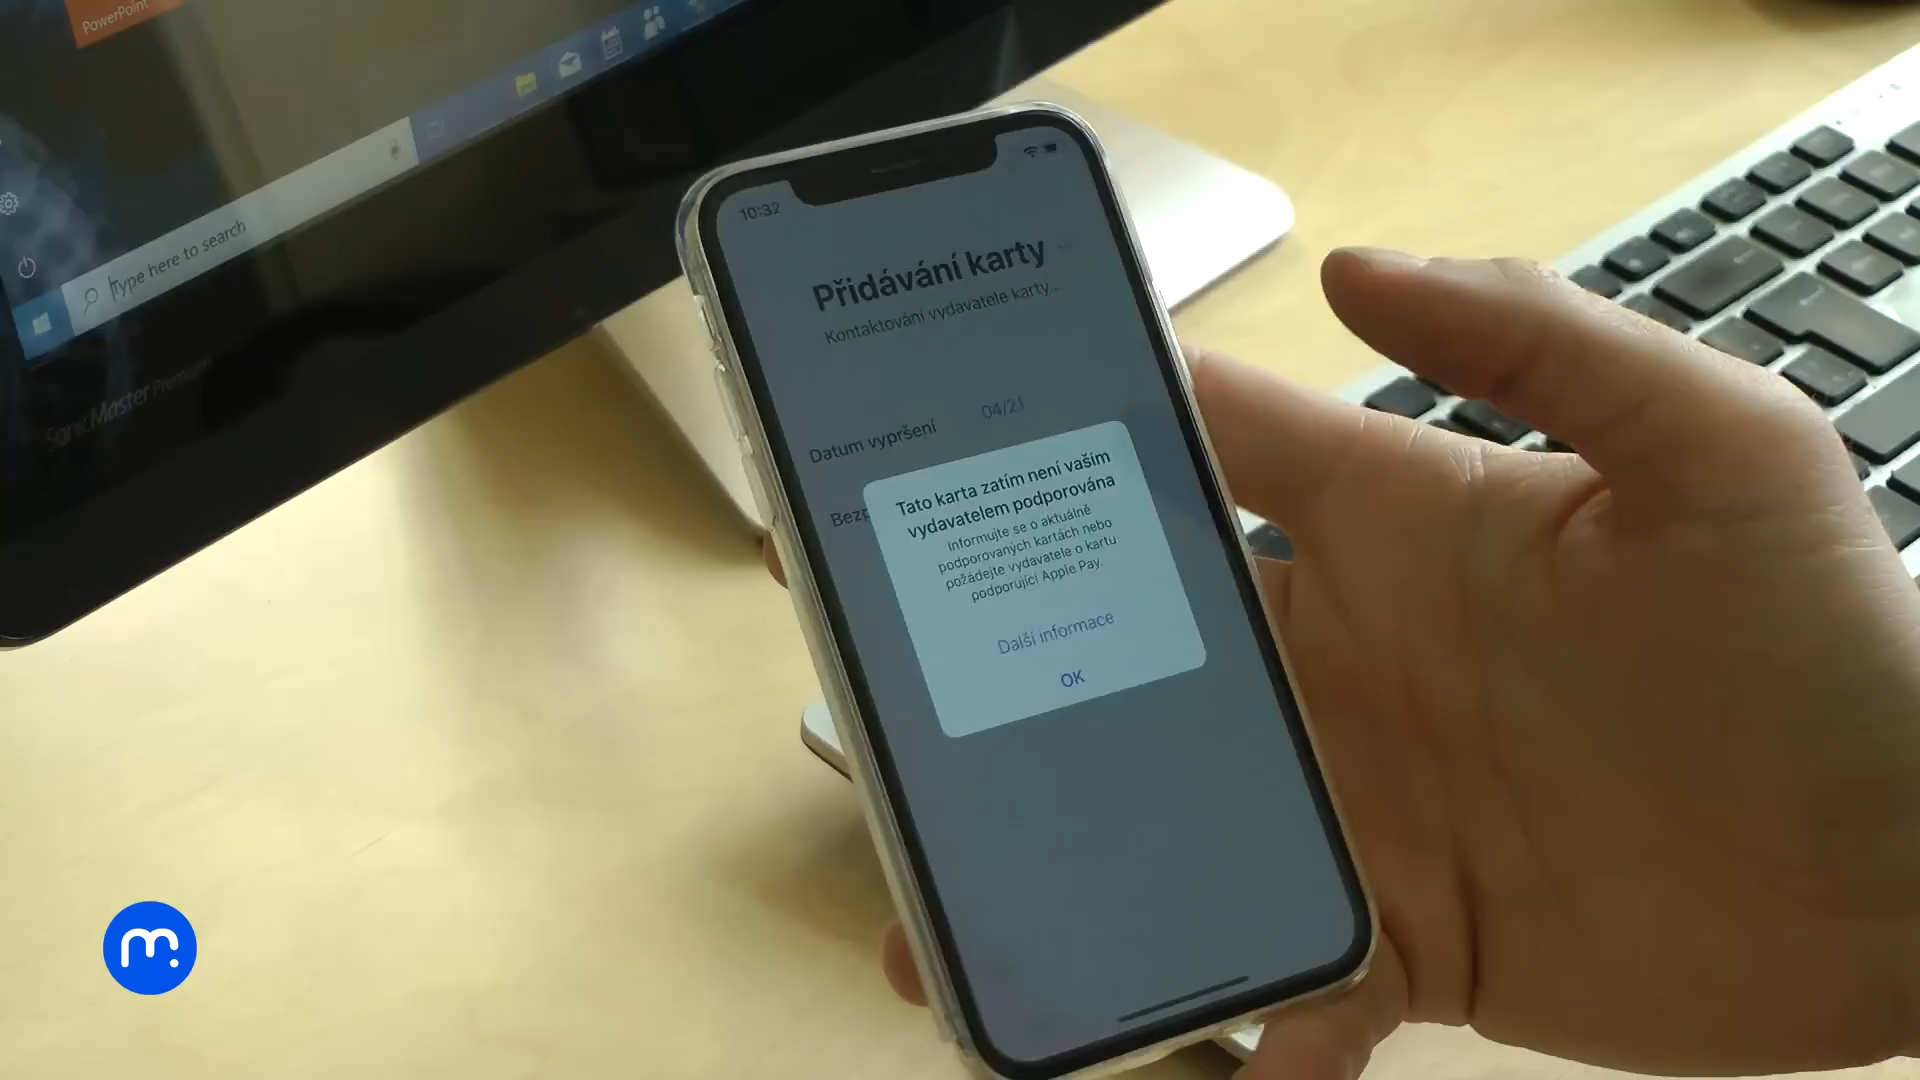 PowerPoint
Type here to search
SonicMaster Premium
10:32
Přidávání karty
Kontaktování vydavatele karty...
Datum vypršení 04/21
Tato karta zatím není vaším
vydavatelem podporována
Informujte se o aktuálně
podporovaných kartách nebo
požádejte vydavatele o kartu
podporující Apple Pay.
Další informace
OK
m.